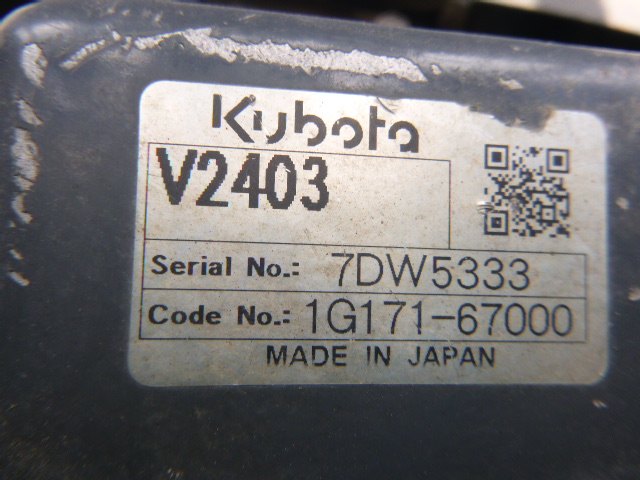 Kubota
V2403
Serial No.: 7DW5333
Code No.: 1G171-67000
MADE IN JAPAN